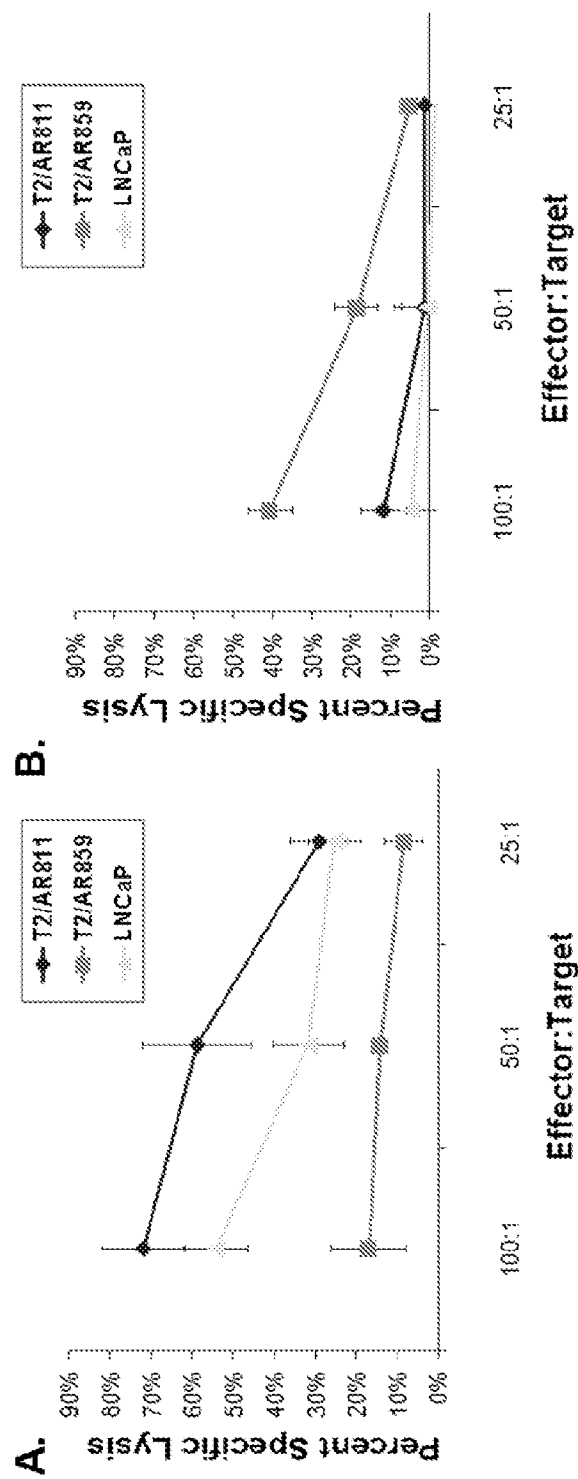 A.
Percent Specific Lysis
90%
80%
70%
60%
50%
40%
30%
20%
10%
0%
T2/AR811
T2/AR859
LNCaP
100:1
50:1
25:1
Effector:Target
B.
Percent Specific Lysis
90%
80%
70%
60%
50%
40%
30%
20%
10%
0%
T2/AR811
T2/AR859
LNCaP
100:1
50:1
25:1
Effector:Target